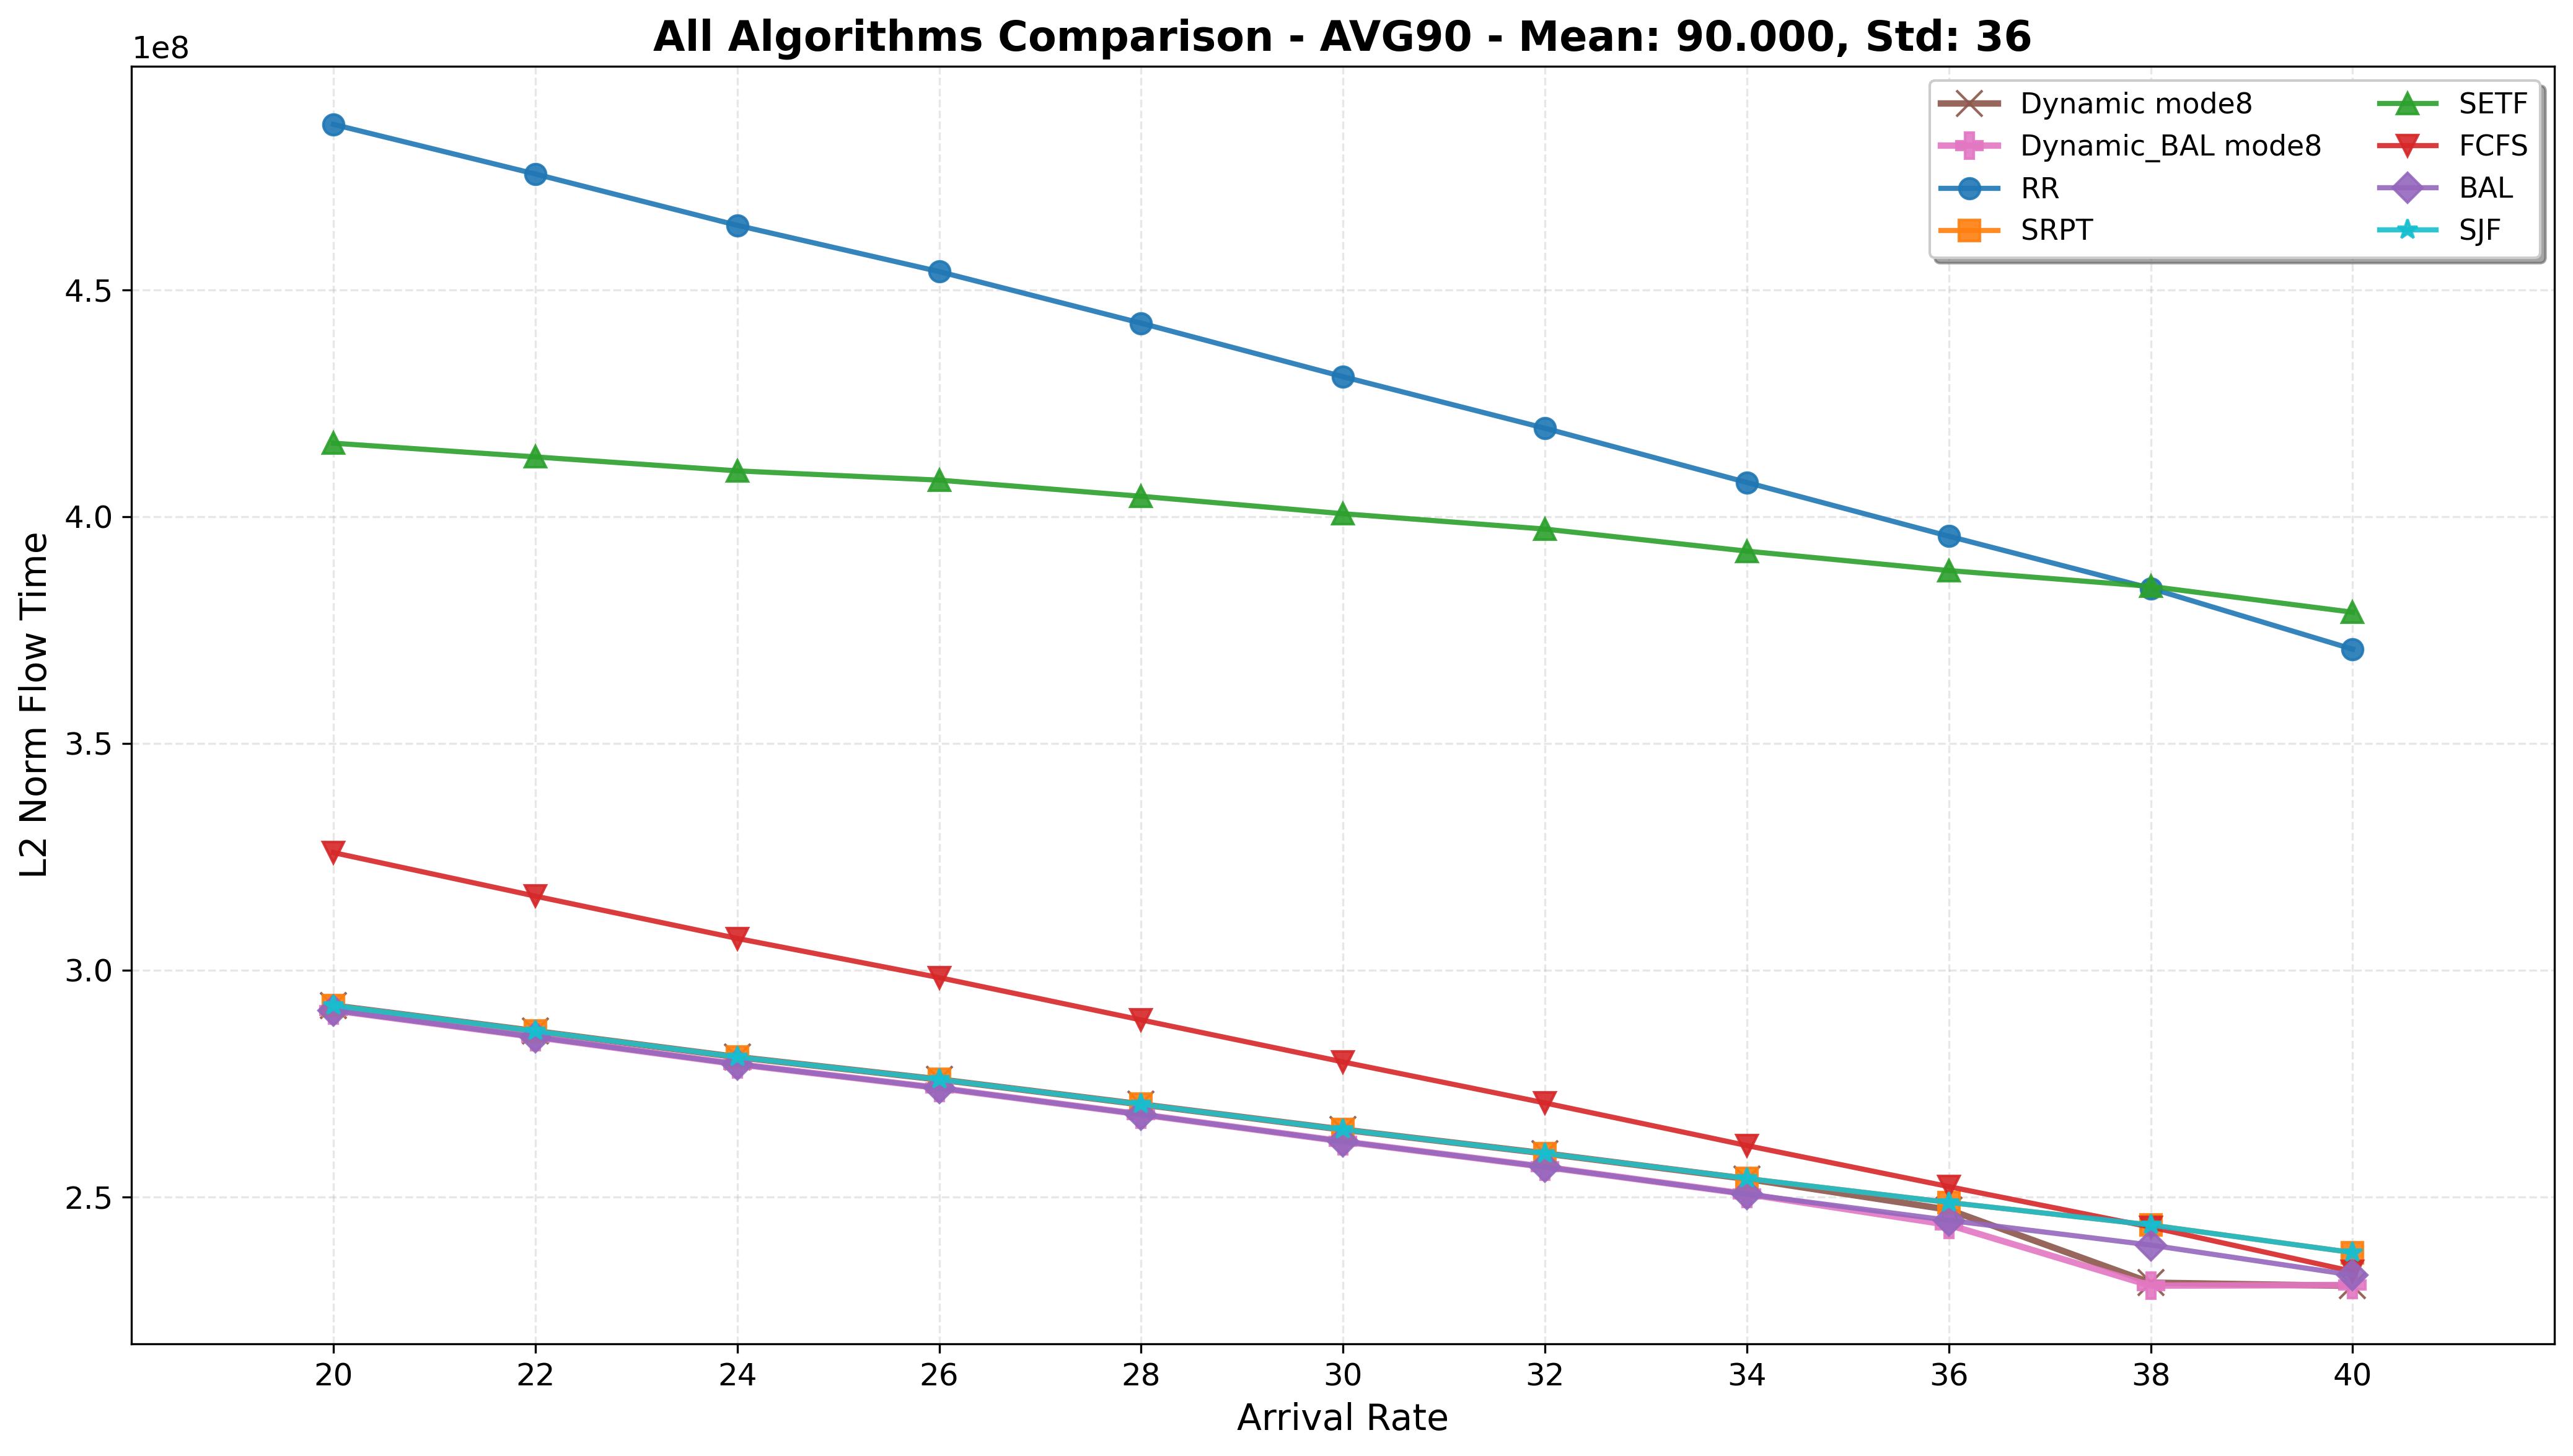 All Algorithms Comparison - AVG90 - Mean: 90.000, Std: 36
1e8
Dynamic mode8
Dynamic_BAL mode8
RR
SRPT
SETF
FCFS
BAL
SJF
4.5
4.0
3.5
3.0
2.5
L2 Norm Flow Time
20 22 24 26 28 30 32 34 36 38 40
Arrival Rate